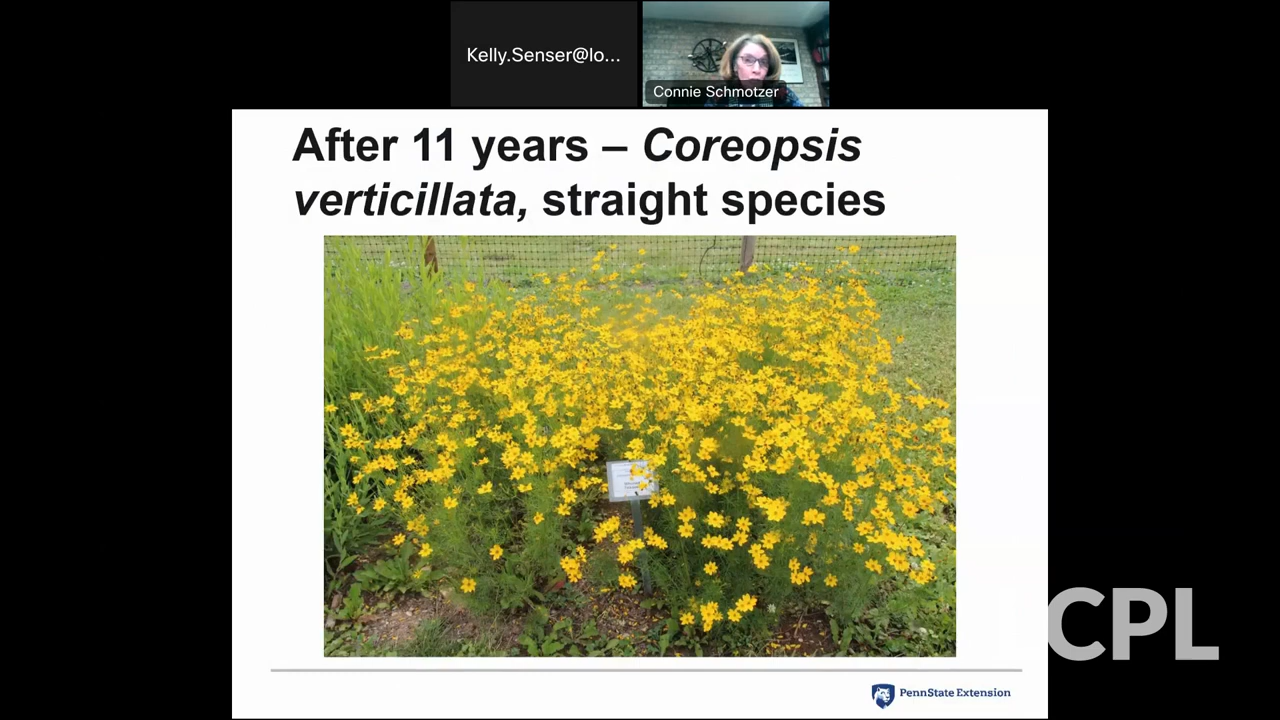 Kelly.Senser@lo...
Connie Schmotzer
After 11 years – Coreopsis
verticillata, straight species
PennState Extension
CPL